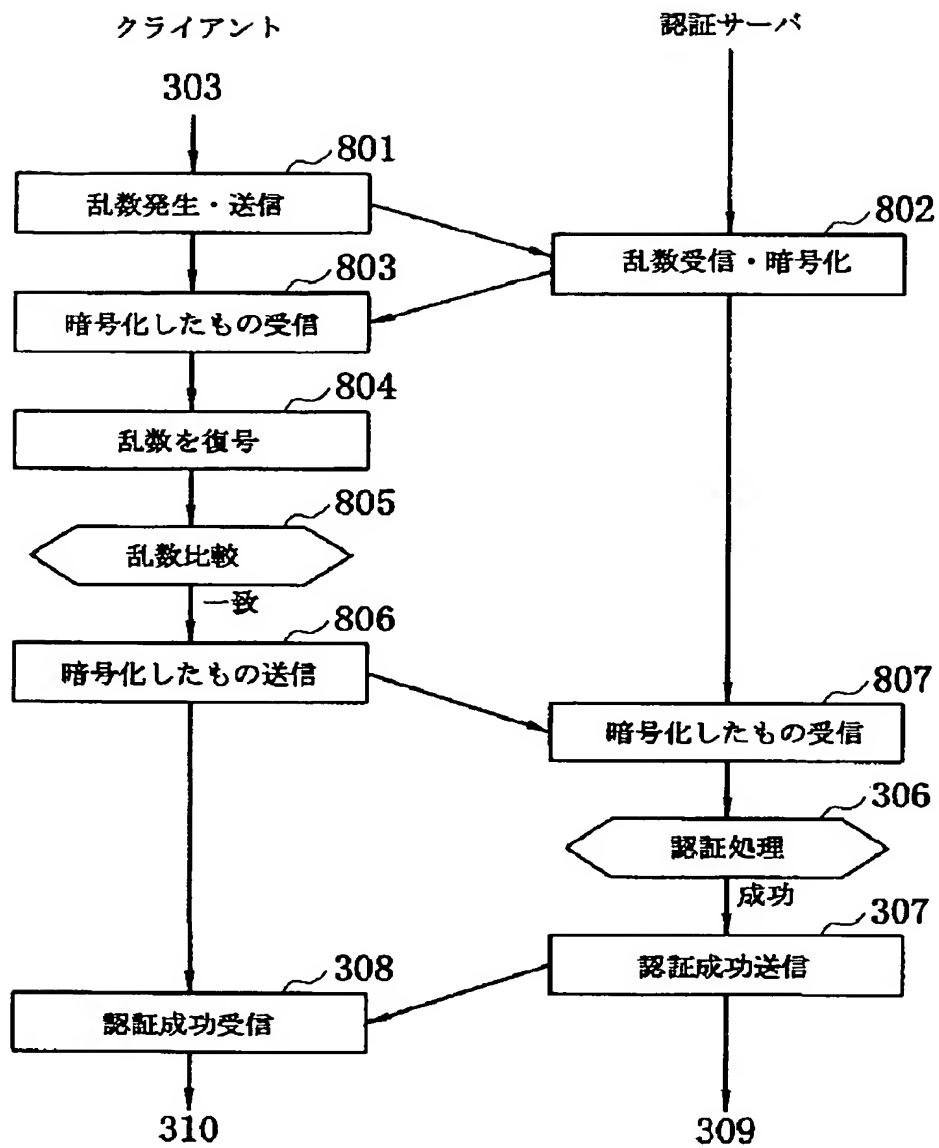 クライアント
認証サーバ
303
801
乱数発生・送信
802
乱数受信・暗号化
803
暗号化したもの受信
804
乱数を復号
805
乱数比較
一致
806
暗号化したもの送信
807
暗号化したもの受信
306
認証処理
成功
307
認証成功送信
308
認証成功受信
310
309